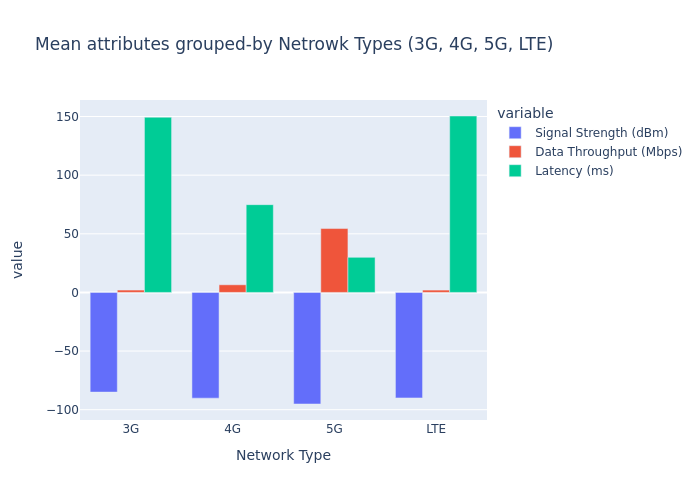 Mean attributes grouped-by Netrowk Types (3G, 4G, 5G, LTE)
variable
Signal Strength (dBm)
Data Throughput (Mbps)
Latency (ms)
value
150
100
50
0
−50
−100
3G
4G
5G
LTE
Network Type